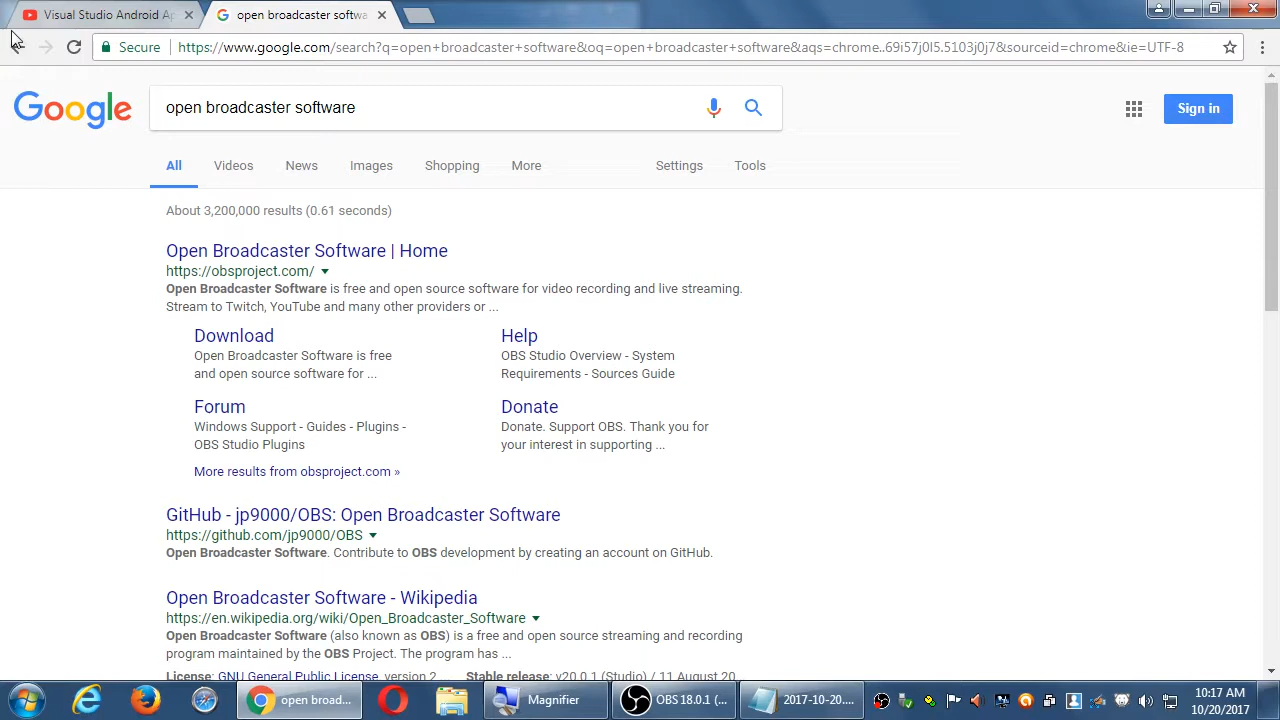 Visual Studio Android Ap
open broadcaster softwa
Secure
https://www.google.com/search?q=open+broadcaster+software&oq=open+broadcaster+software&aqs=chrome..69i57j0l5.5103j0j7&sourceid=chrome&ie=UTF-8
Google
open broadcaster software
Sign in
All Videos News Images Shopping More Settings Tools
About 3,200,000 results (0.61 seconds)
Open Broadcaster Software | Home
https://obsproject.com/
Open Broadcaster Software is free and open source software for video recording and live streaming.
Stream to Twitch, YouTube and many other providers or ...
Download
Open Broadcaster Software is free
and open source software for ...
Help
OBS Studio Overview - System
Requirements - Sources Guide
Forum
Windows Support - Guides - Plugins -
OBS Studio Plugins
Donate
Donate. Support OBS. Thank you for
your interest in supporting ...
More results from obsproject.com »
GitHub - jp9000/OBS: Open Broadcaster Software
https://github.com/jp9000/OBS
Open Broadcaster Software. Contribute to OBS development by creating an account on GitHub.
Open Broadcaster Software - Wikipedia
https://en.wikipedia.org/wiki/Open_Broadcaster_Software
Open Broadcaster Software (also known as OBS) is a free and open source streaming and recording
program maintained by the OBS Project. The program has ...
License: GNU General Public License, version 2 Stable release: v20.0.1 (Studio) / 11 August 20
open broad...
Magnifier
OBS 18.0.1 (...
2017-10-20....
10:17 AM
10/20/2017